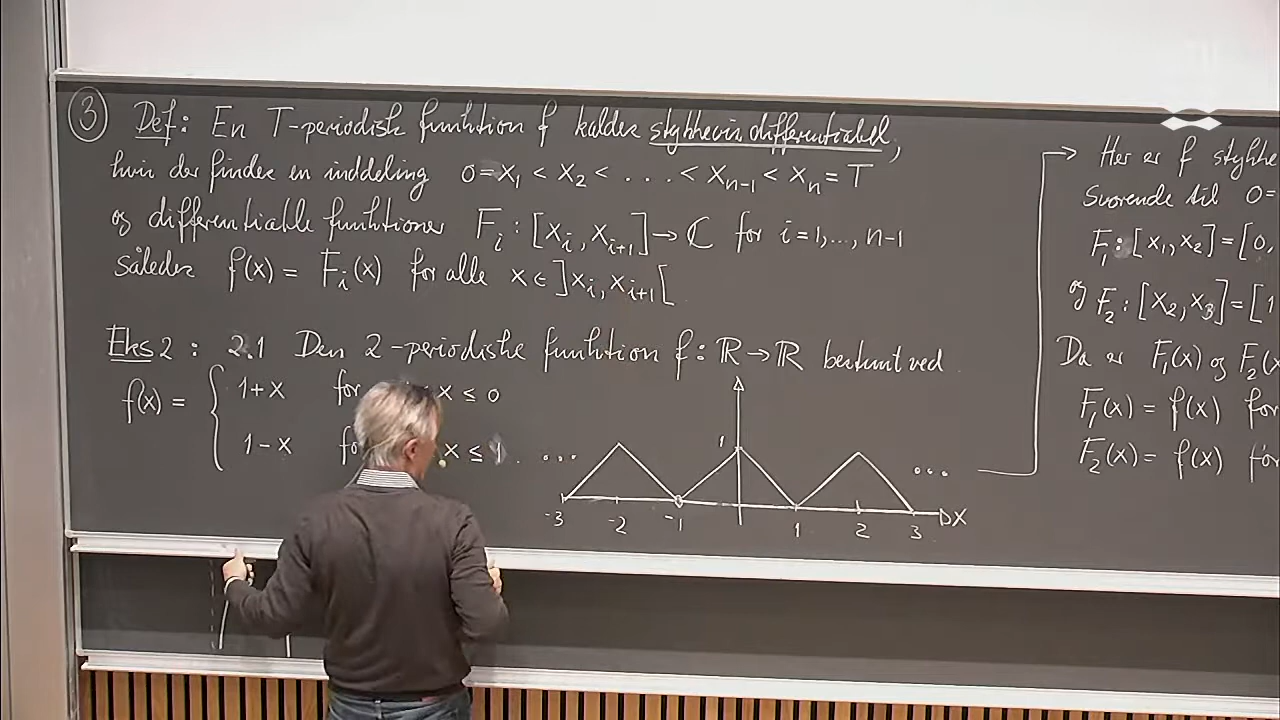 ③ Def: En T-periodisk funktion f kaldes stykkevis differentiabel,
hvis der findes en inddeling 0 = x₁ < x₂ < . . . < xₙ₋₁ < xₙ = T
og differentiable funktioner Fᵢ : [xᵢ, xᵢ₊₁] → ℂ for i = 1,..., n-1
således f(x) = Fᵢ(x) for alle x ∈ ]xᵢ, xᵢ₊₁[
Eks 2 : 2.1 Den 2-periodiske funktion f: ℝ → ℝ bestemt ved
f(x) = { 1+x for x ≤ 0
1-x fo x ≤ 1.
...
1
...
-3 -2 -1 1 2 3 x
→ Her er f stykke
Svarende til 0=
F₁: [x₁, x₂] = [0,
og F₂ : [x₂, x₃] = [1
Da er F₁(x) og F₂(x
F₁(x) = f(x) for
F₂(x) = f(x) for